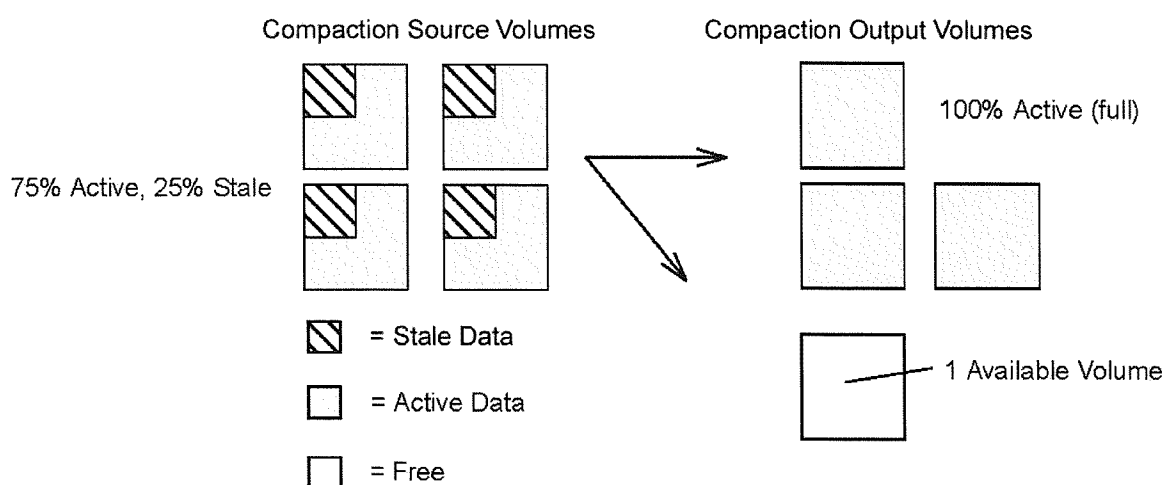 Compaction Source Volumes
Compaction Output Volumes
100% Active (full)
75% Active, 25% Stale
= Stale Data
= Active Data
= Free
1 Available Volume